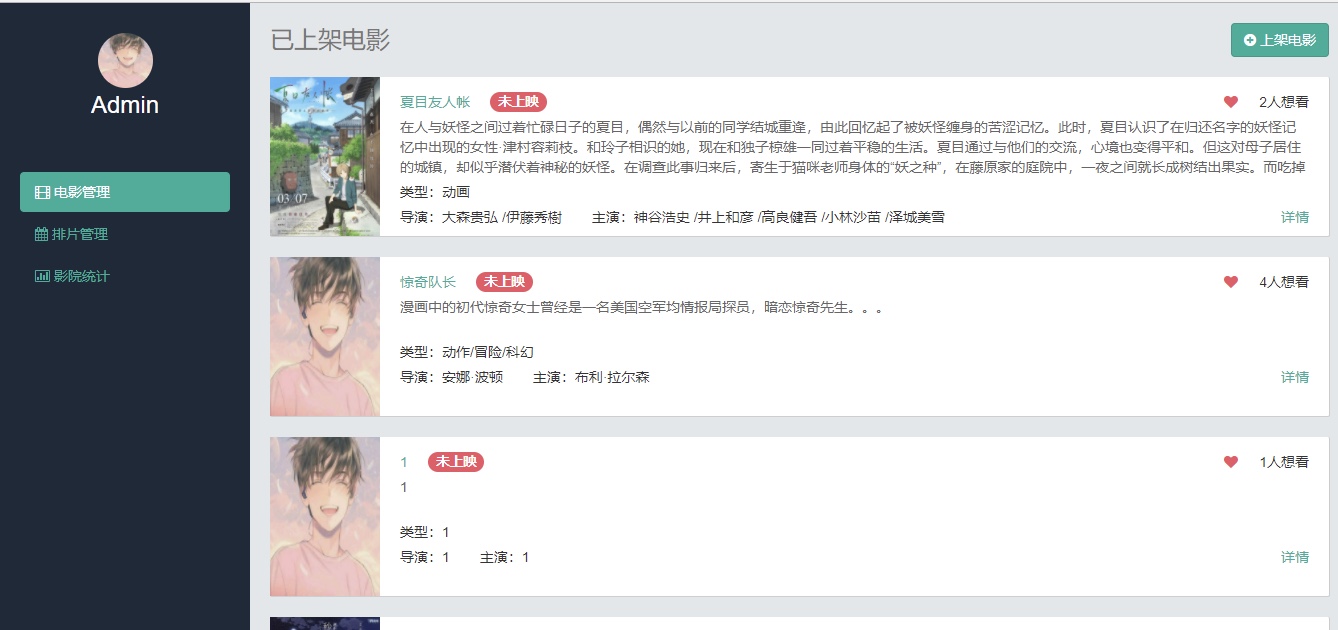 Admin
电影管理
排片管理
影院统计
已上架电影
上架电影
夏目友人帐 未上映 2人想看
在人与妖怪之间过着忙碌日子的夏目，偶然与以前的同学结城重逢，由此回忆起了被妖怪缠身的苦涩记忆。此时，夏目认识了在归还名字的妖怪记
忆中出现的女性·津村容莉枝。和玲子相识的她，现在和独子椋雄一同过着平稳的生活。夏目通过与他们的交流，心境也变得平和。但这对母子居住
的城镇，却似乎潜伏着神秘的妖怪。在调查此事归来后，寄生于猫咪老师身体的“妖之种”，在藤原家的庭院中，一夜之间就长成树结出果实。而吃掉
类型：动画
导演：大森贵弘 /伊藤秀樹 主演：神谷浩史 /井上和彦 /高良健吾 /小林沙苗 /泽城美雪 详情
03 07
惊奇队长 未上映 4人想看
漫画中的初代惊奇女士曾经是一名美国空军均情报局探员，暗恋惊奇先生。。。
类型：动作/冒险/科幻
导演：安娜·波顿 主演：布利·拉尔森 详情
1 未上映 1人想看
1
类型：1
导演：1 主演：1 详情